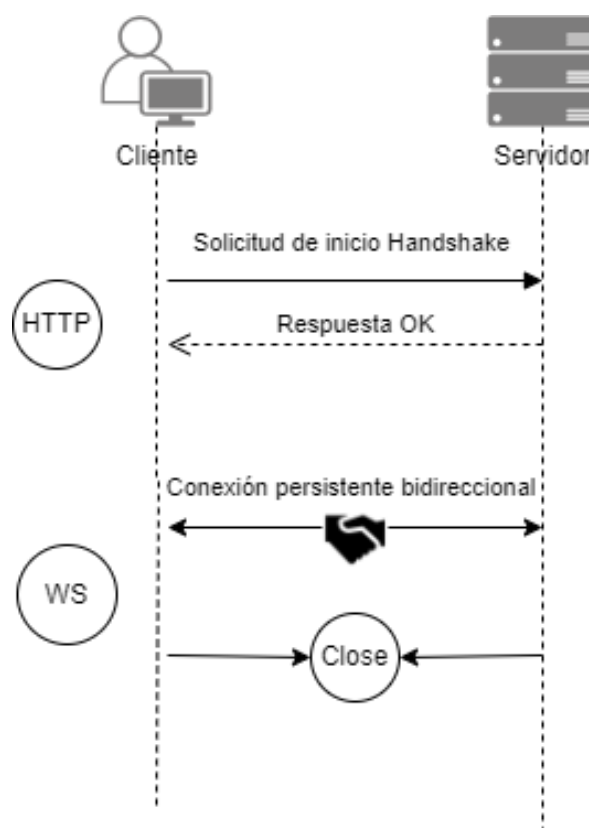 Cliente
Servidor
Solicitud de inicio Handshake
HTTP
Respuesta OK
Conexión persistente bidireccional
WS
Close